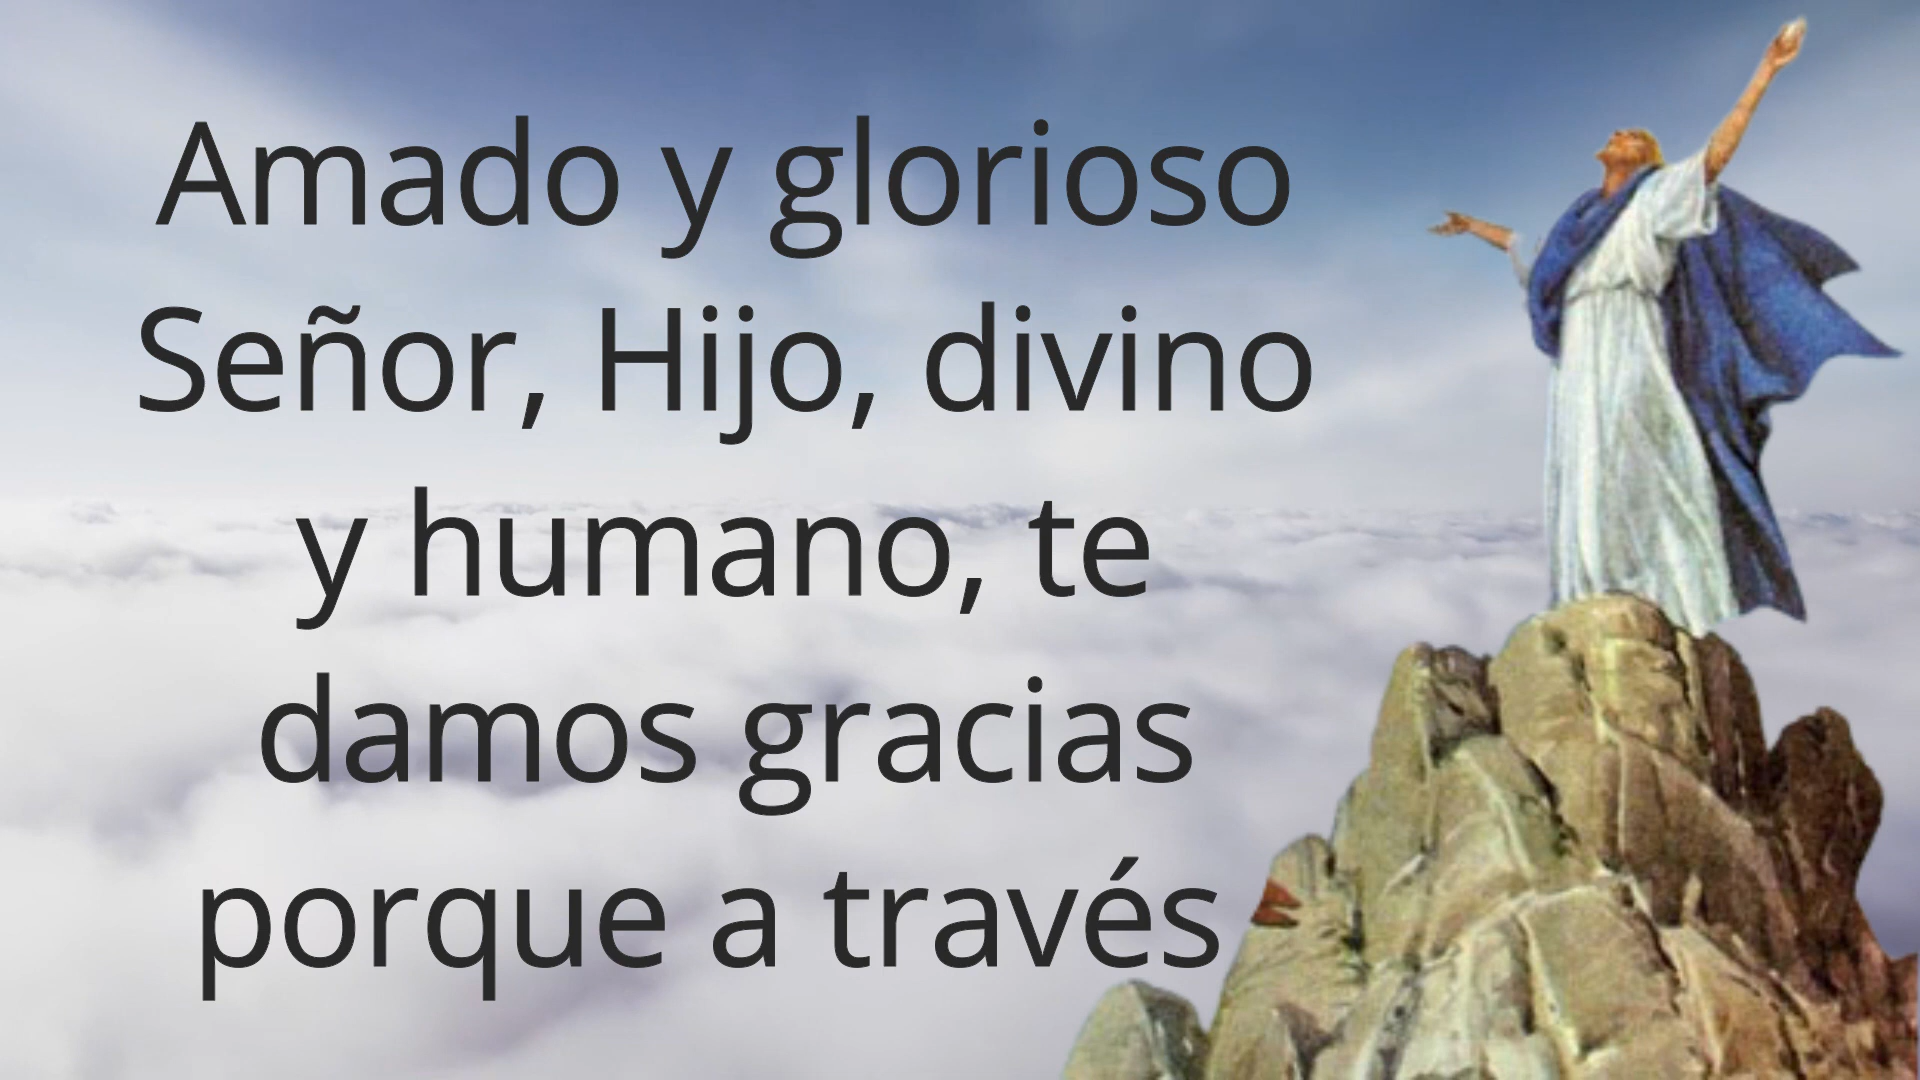 Amado y glorioso
Señor, Hijo, divino
y humano, te
damos gracias
porque a través